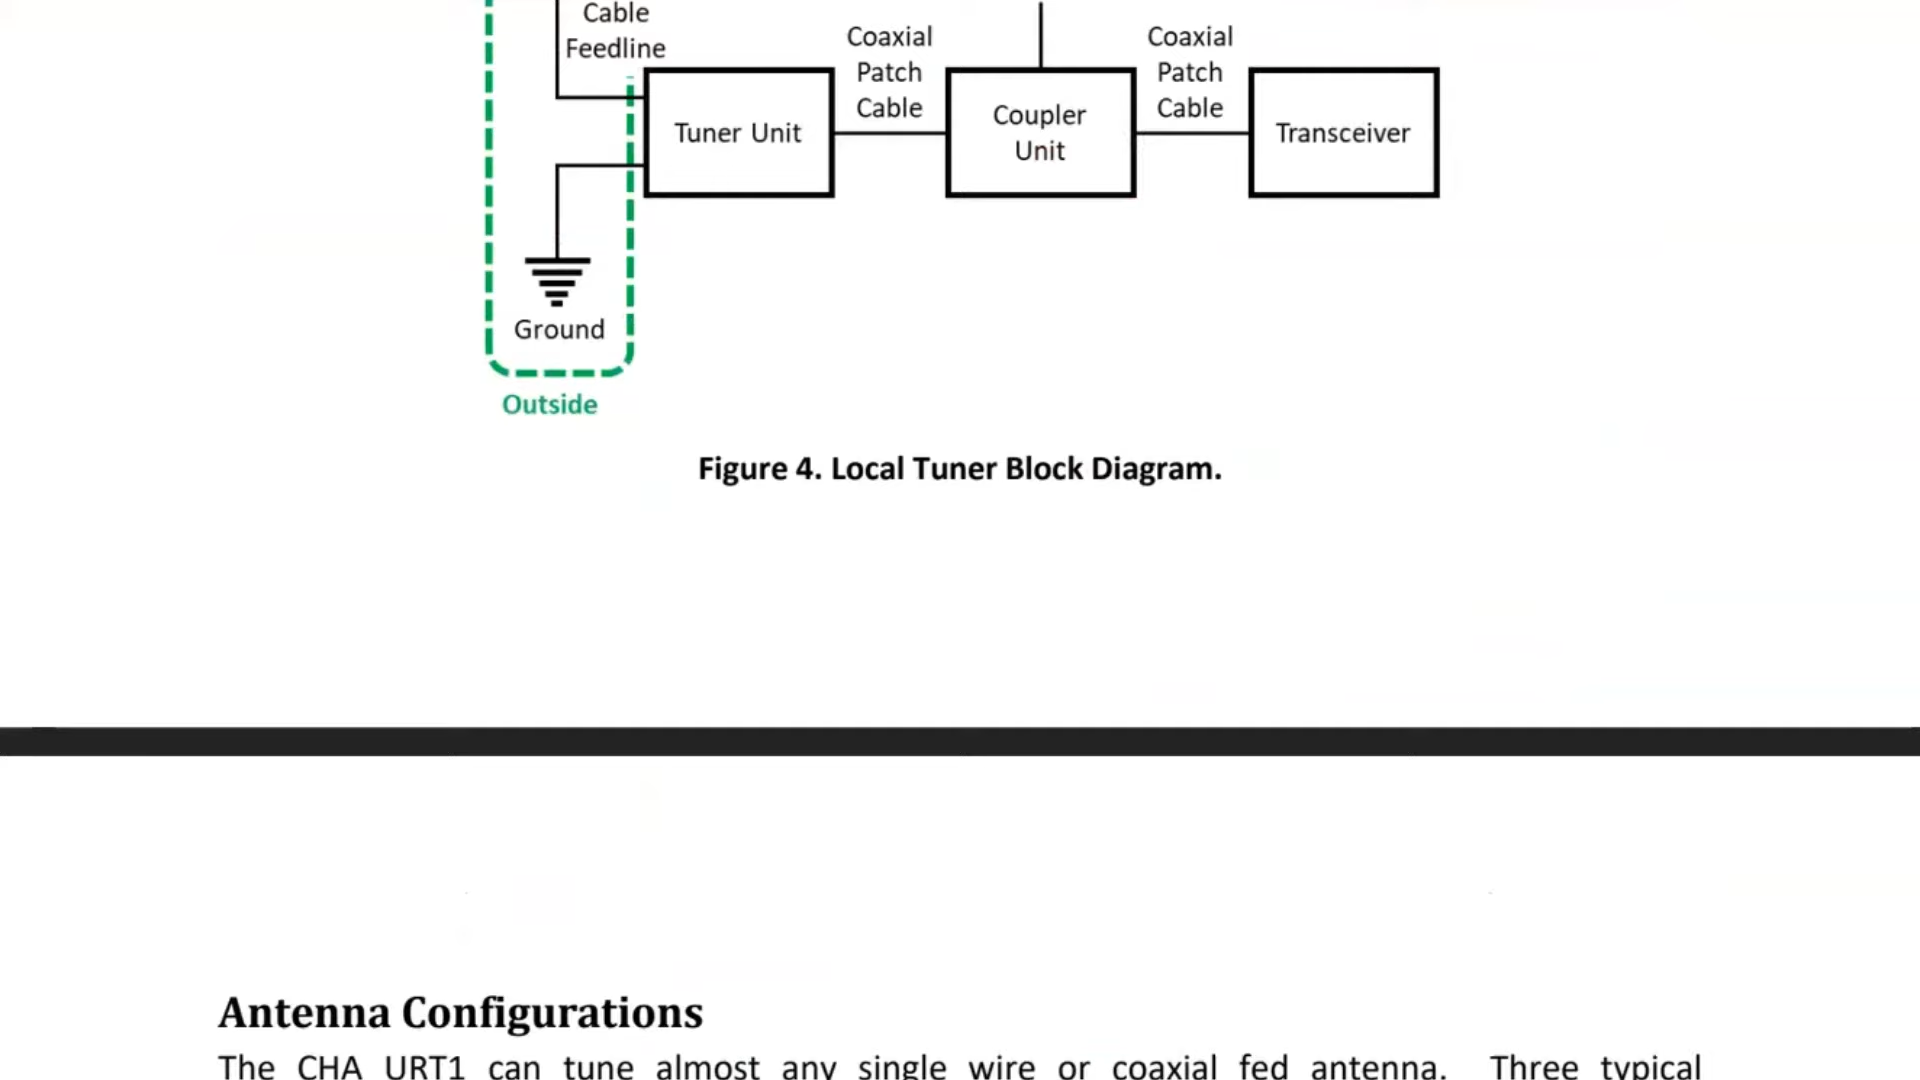 Cable
Feedline
Coaxial
Patch
Cable
Coaxial
Patch
Cable
Tuner Unit
Coupler
Unit
Transceiver
Ground
Outside
Figure 4. Local Tuner Block Diagram.
Antenna Configurations
The CHA URT1 can tune almost any single wire or coaxial fed antenna. Three typical